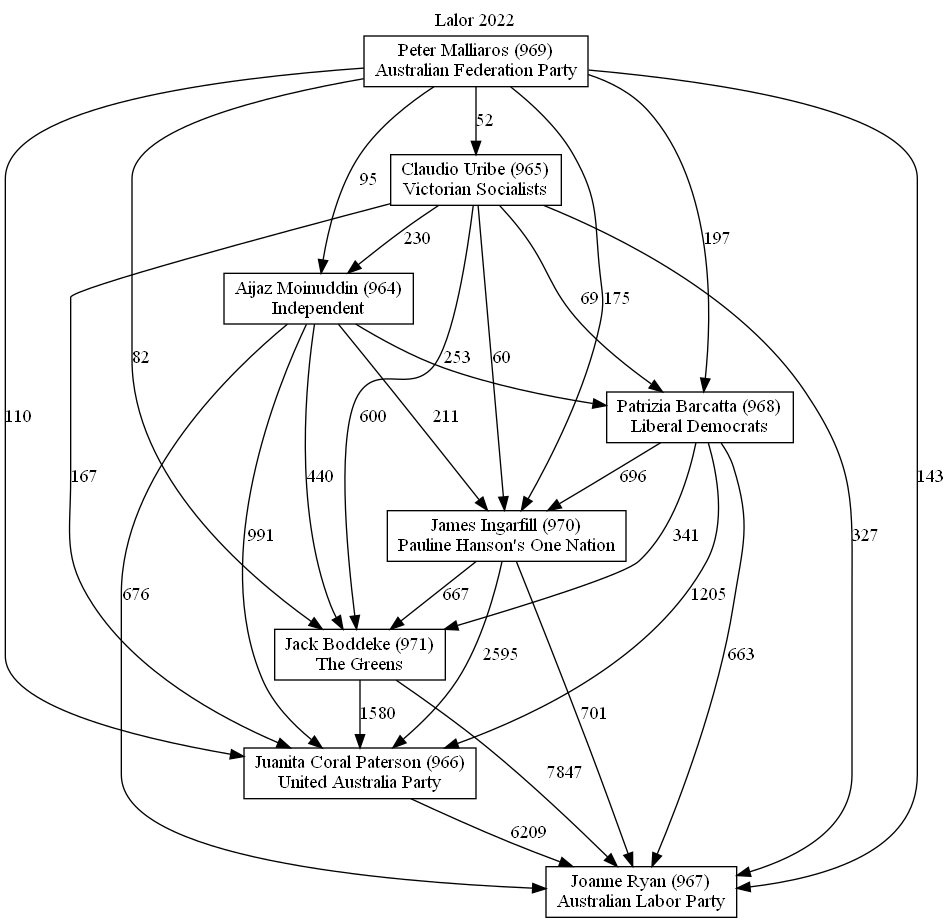 Lalor 2022
Peter Malliaros (969)
Australian Federation Party
52
Claudio Uribe (965)
Victorian Socialists
95
230
197
Aijaz Moinuddin (964)
Independent
69
175
82
253
60
110
600
211
Patrizia Barcatta (968)
Liberal Democrats
143
167
440
696
James Ingarfill (970)
Pauline Hanson's One Nation
991
341
327
676
667
1205
Jack Boddeke (971)
The Greens
2595
663
1580
701
Juanita Coral Paterson (966)
United Australia Party
7847
6209
Joanne Ryan (967)
Australian Labor Party